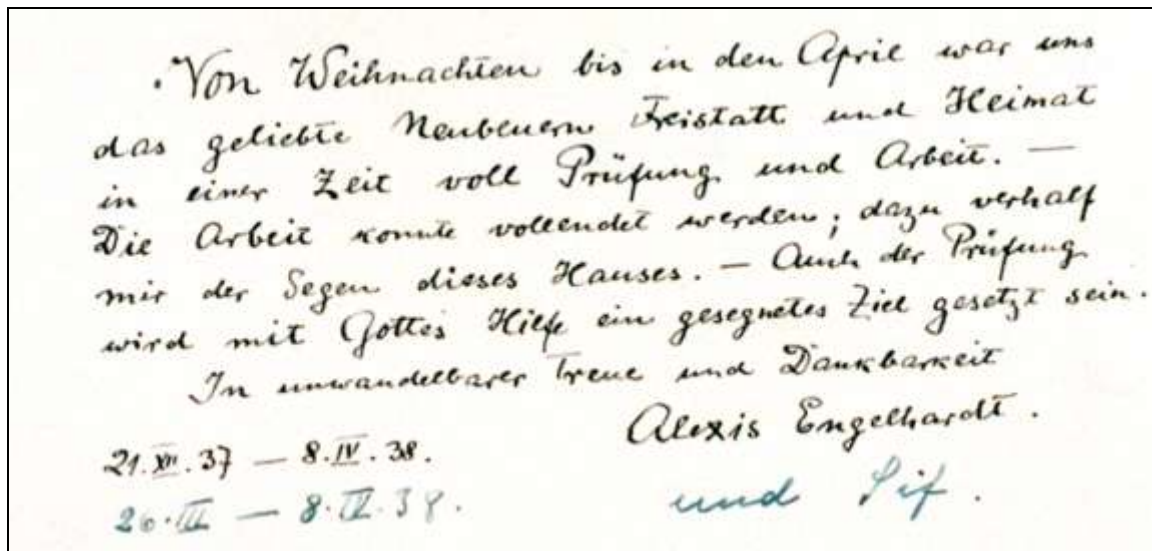 Von Weihnachten bis in den April war uns
das geliebte Neubeuern Freistatt und Heimat
in einer Zeit voll Prüfung und Arbeit. —
Die Arbeit konnte vollendet werden; dazu verhalf
mir der Segen dieses Hauses. — Auch der Prüfung
wird mit Gottes Hilfe ein gesegnetes Ziel gesetzt sein.
In unwandelbarer Treue und Dankbarkeit
Alexis Engelhardt.
21.XII.37 — 8.IV.38.
und Sif.
26.III — 8.IV.38.